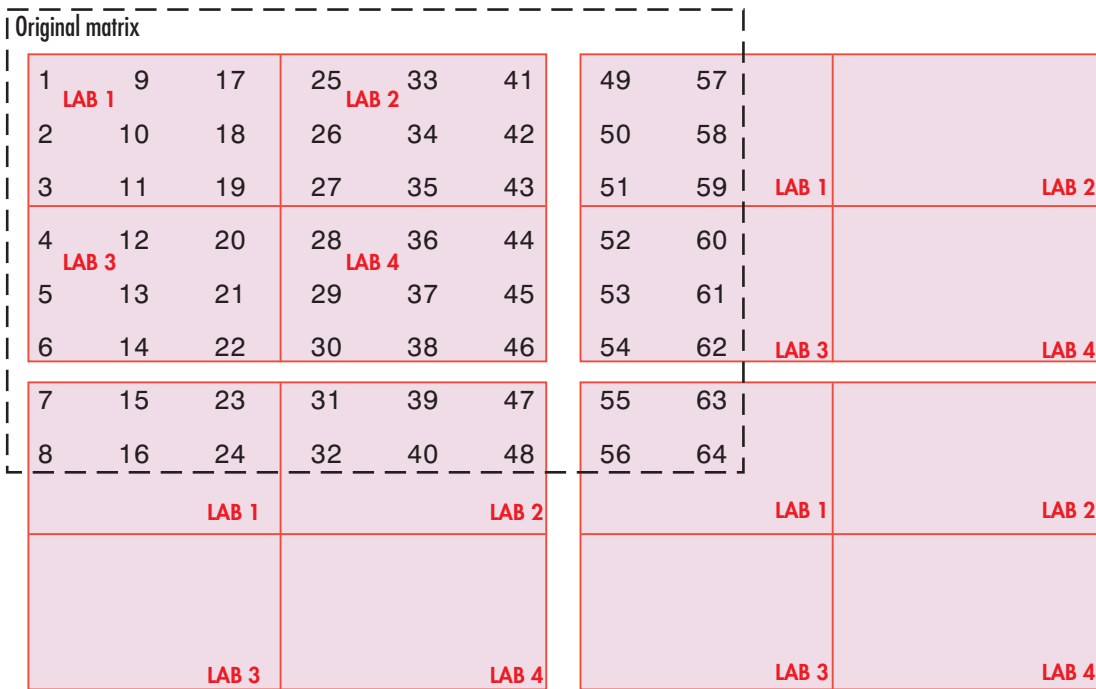 Original matrix
1 9 17 25 33 41 49 57
LAB 1 LAB 2
2 10 18 26 34 42 50 58
3 11 19 27 35 43 51 59 LAB 1 LAB 2
4 12 20 28 36 44 52 60
LAB 3 LAB 4
5 13 21 29 37 45 53 61
6 14 22 30 38 46 54 62 LAB 3 LAB 4
7 15 23 31 39 47 55 63
8 16 24 32 40 48 56 64
LAB 1 LAB 2 LAB 1 LAB 2
LAB 3 LAB 4 LAB 3 LAB 4